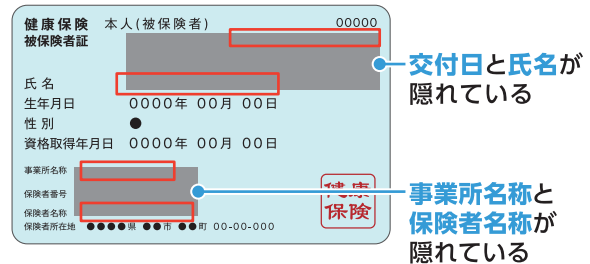 健康保険 本人(被保険者) 00000
被保険者証
氏名
生年月日 0000年 00月 00日
性別 ●
資格取得年月日 0000年 00月 00日
事業所名称
保険者番号
保険者名称
保険者所在地 ●●●●県 ●●市 ●●町 00-00-000
健康
保険
交付日と氏名が
隠れている
事業所名称と
保険者名称が
隠れている